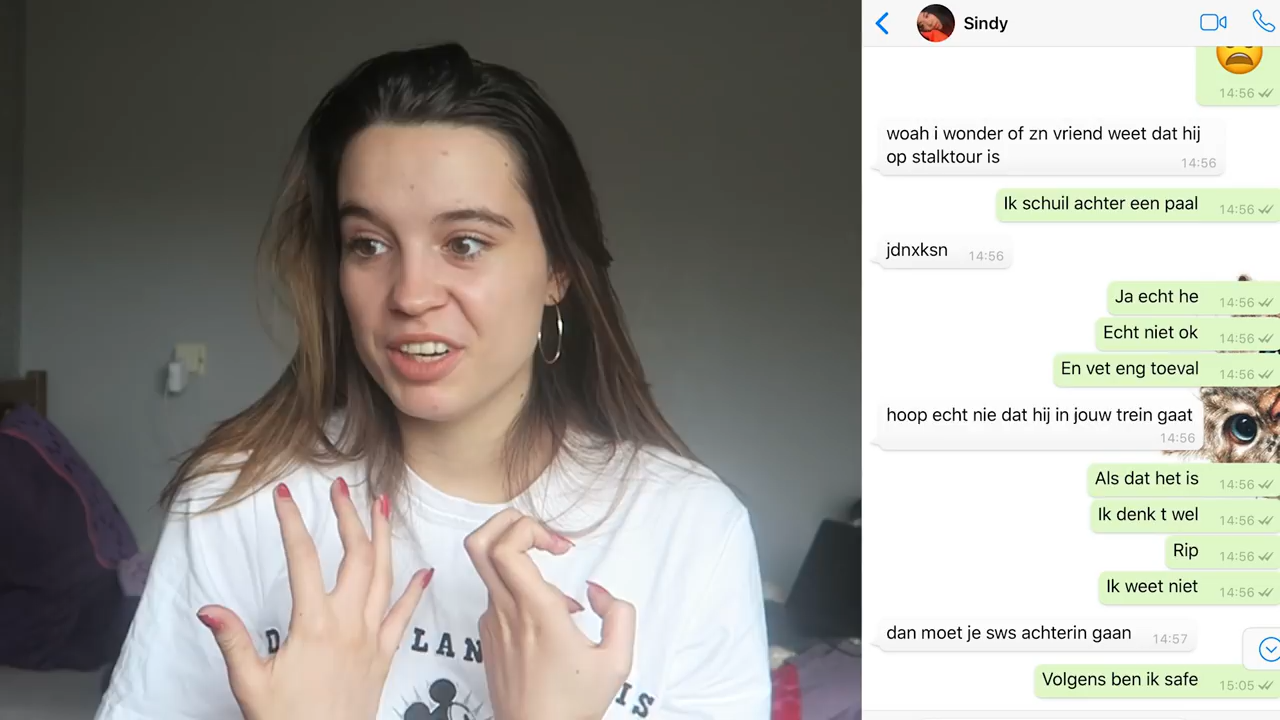 Sindy
14:56
woah i wonder of zn vriend weet dat hij
op stalktour is
14:56
Ik schuil achter een paal 14:56
jdnxksn 14:56
Ja echt he 14:56
Echt niet ok 14:56
En vet eng toeval 14:56
hoop echt nie dat hij in jouw trein gaat
14:56
Als dat het is 14:56
Ik denk t wel 14:56
Rip 14:56
Ik weet niet 14:56
dan moet je sws achterin gaan 14:57
Volgens ben ik safe 15:05